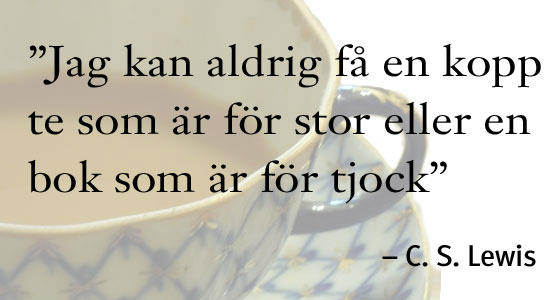 ”Jag kan aldrig få en kopp
te som är för stor eller en
bok som är för tjock”
– C. S. Lewis